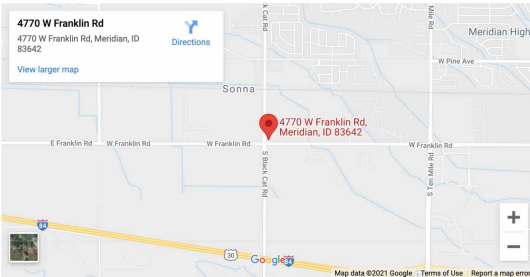 4770 W Franklin Rd
4770 W Franklin Rd, Meridian, ID
83642
Directions
View larger map
k Cat Rd
Mile Rd
Meridian High
W Pine Ave
Sonna
4770 W Franklin Rd,
Meridian, ID 83642
E Franklin Rd
W Franklin Rd
W Franklin Rd
W Franklin Rd
S Black Cat Rd
S Ten Mile Rd
84
30
Google
84
+
−
Map data ©2021 Google
Terms of Use
Report a map error